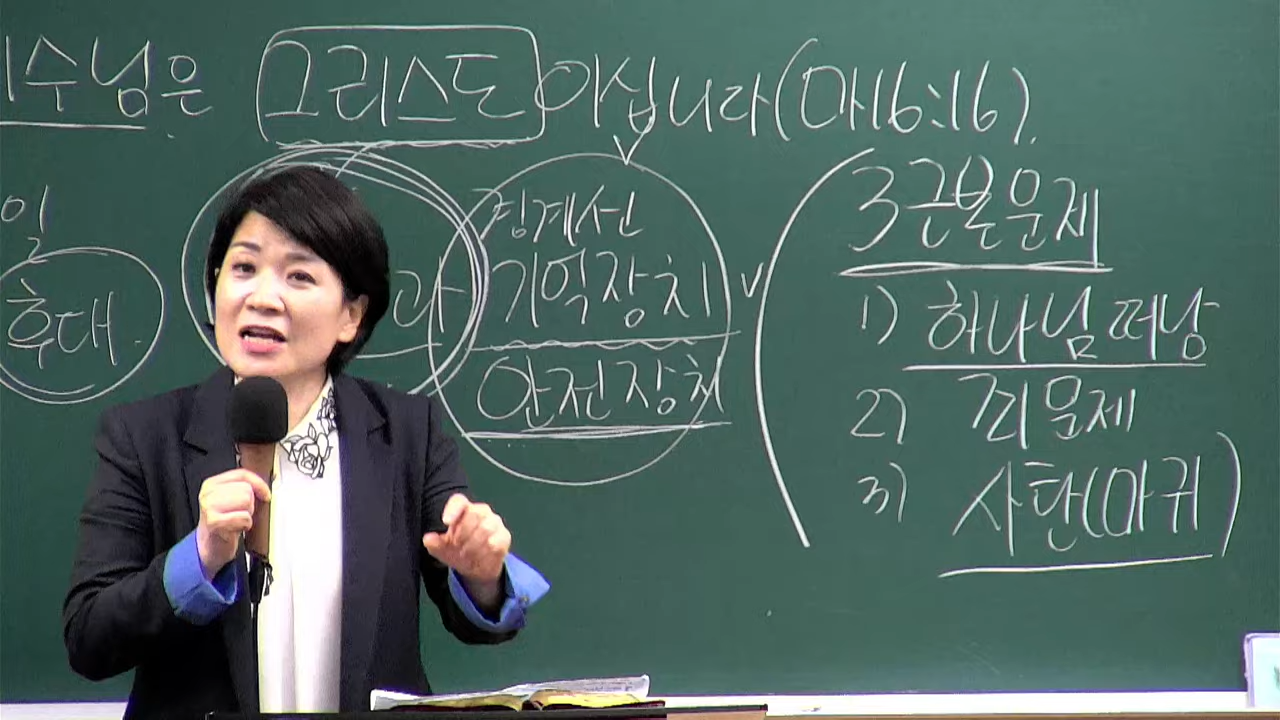 수님은 그리스도이십니다(마16:16).
일
후대.
과
경계선
기억장치
안전장치
3근본문제
1) 하나님 떠남
2) 죄문제
3) 사탄(마귀)